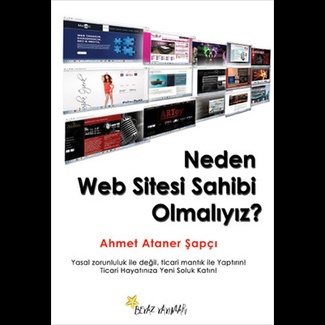 Neden
Web Sitesi Sahibi
Olmalıyız?
Ahmet Ataner Şapçı
Yasal zorunluluk ile değil, ticari mantık ile Yaptırın!
Ticari Hayatınıza Yeni Soluk Katın!
BEYAZ YAYINLARI